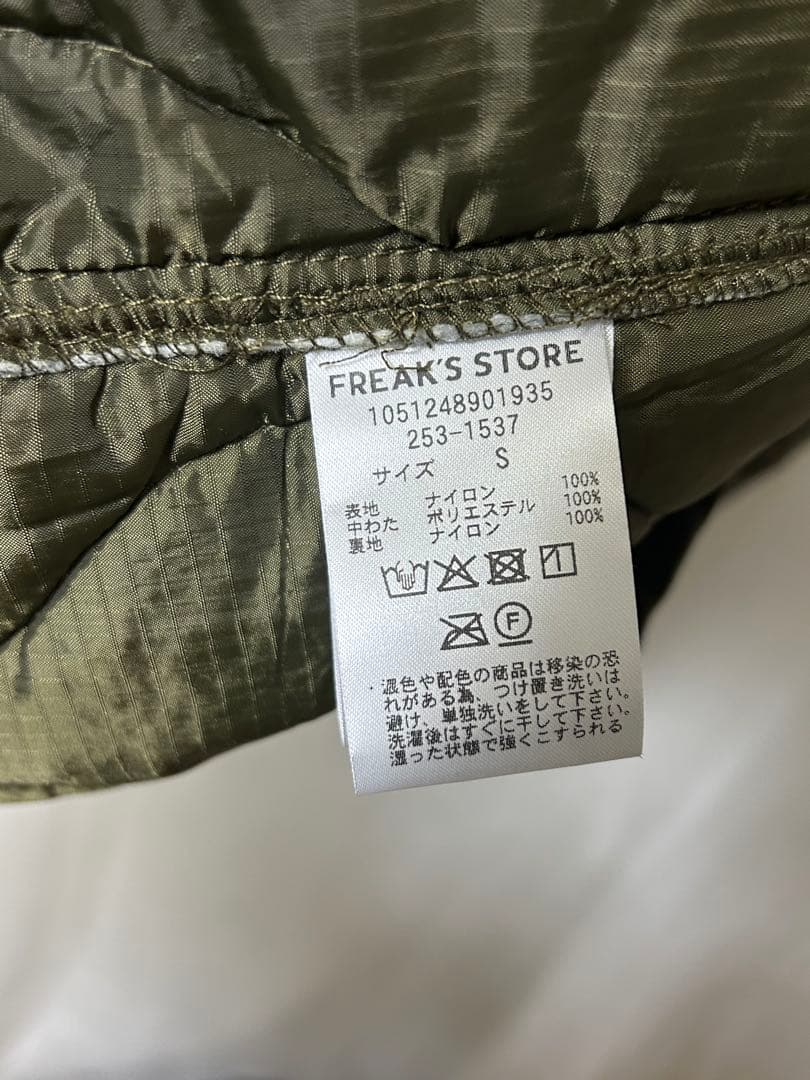 FREAK'S STORE
1051248901935
253-1537
サイズ S
表地 ナイロン 100%
中わた ポリエステル 100%
裏地 ナイロン 100%
F
・濃色や配色の商品は移染の恐
れがある為、つけ置き洗いは
避け、単独洗いをして下さい。
洗濯後はすぐに干して下さい。
湿った状態で強くこすられる